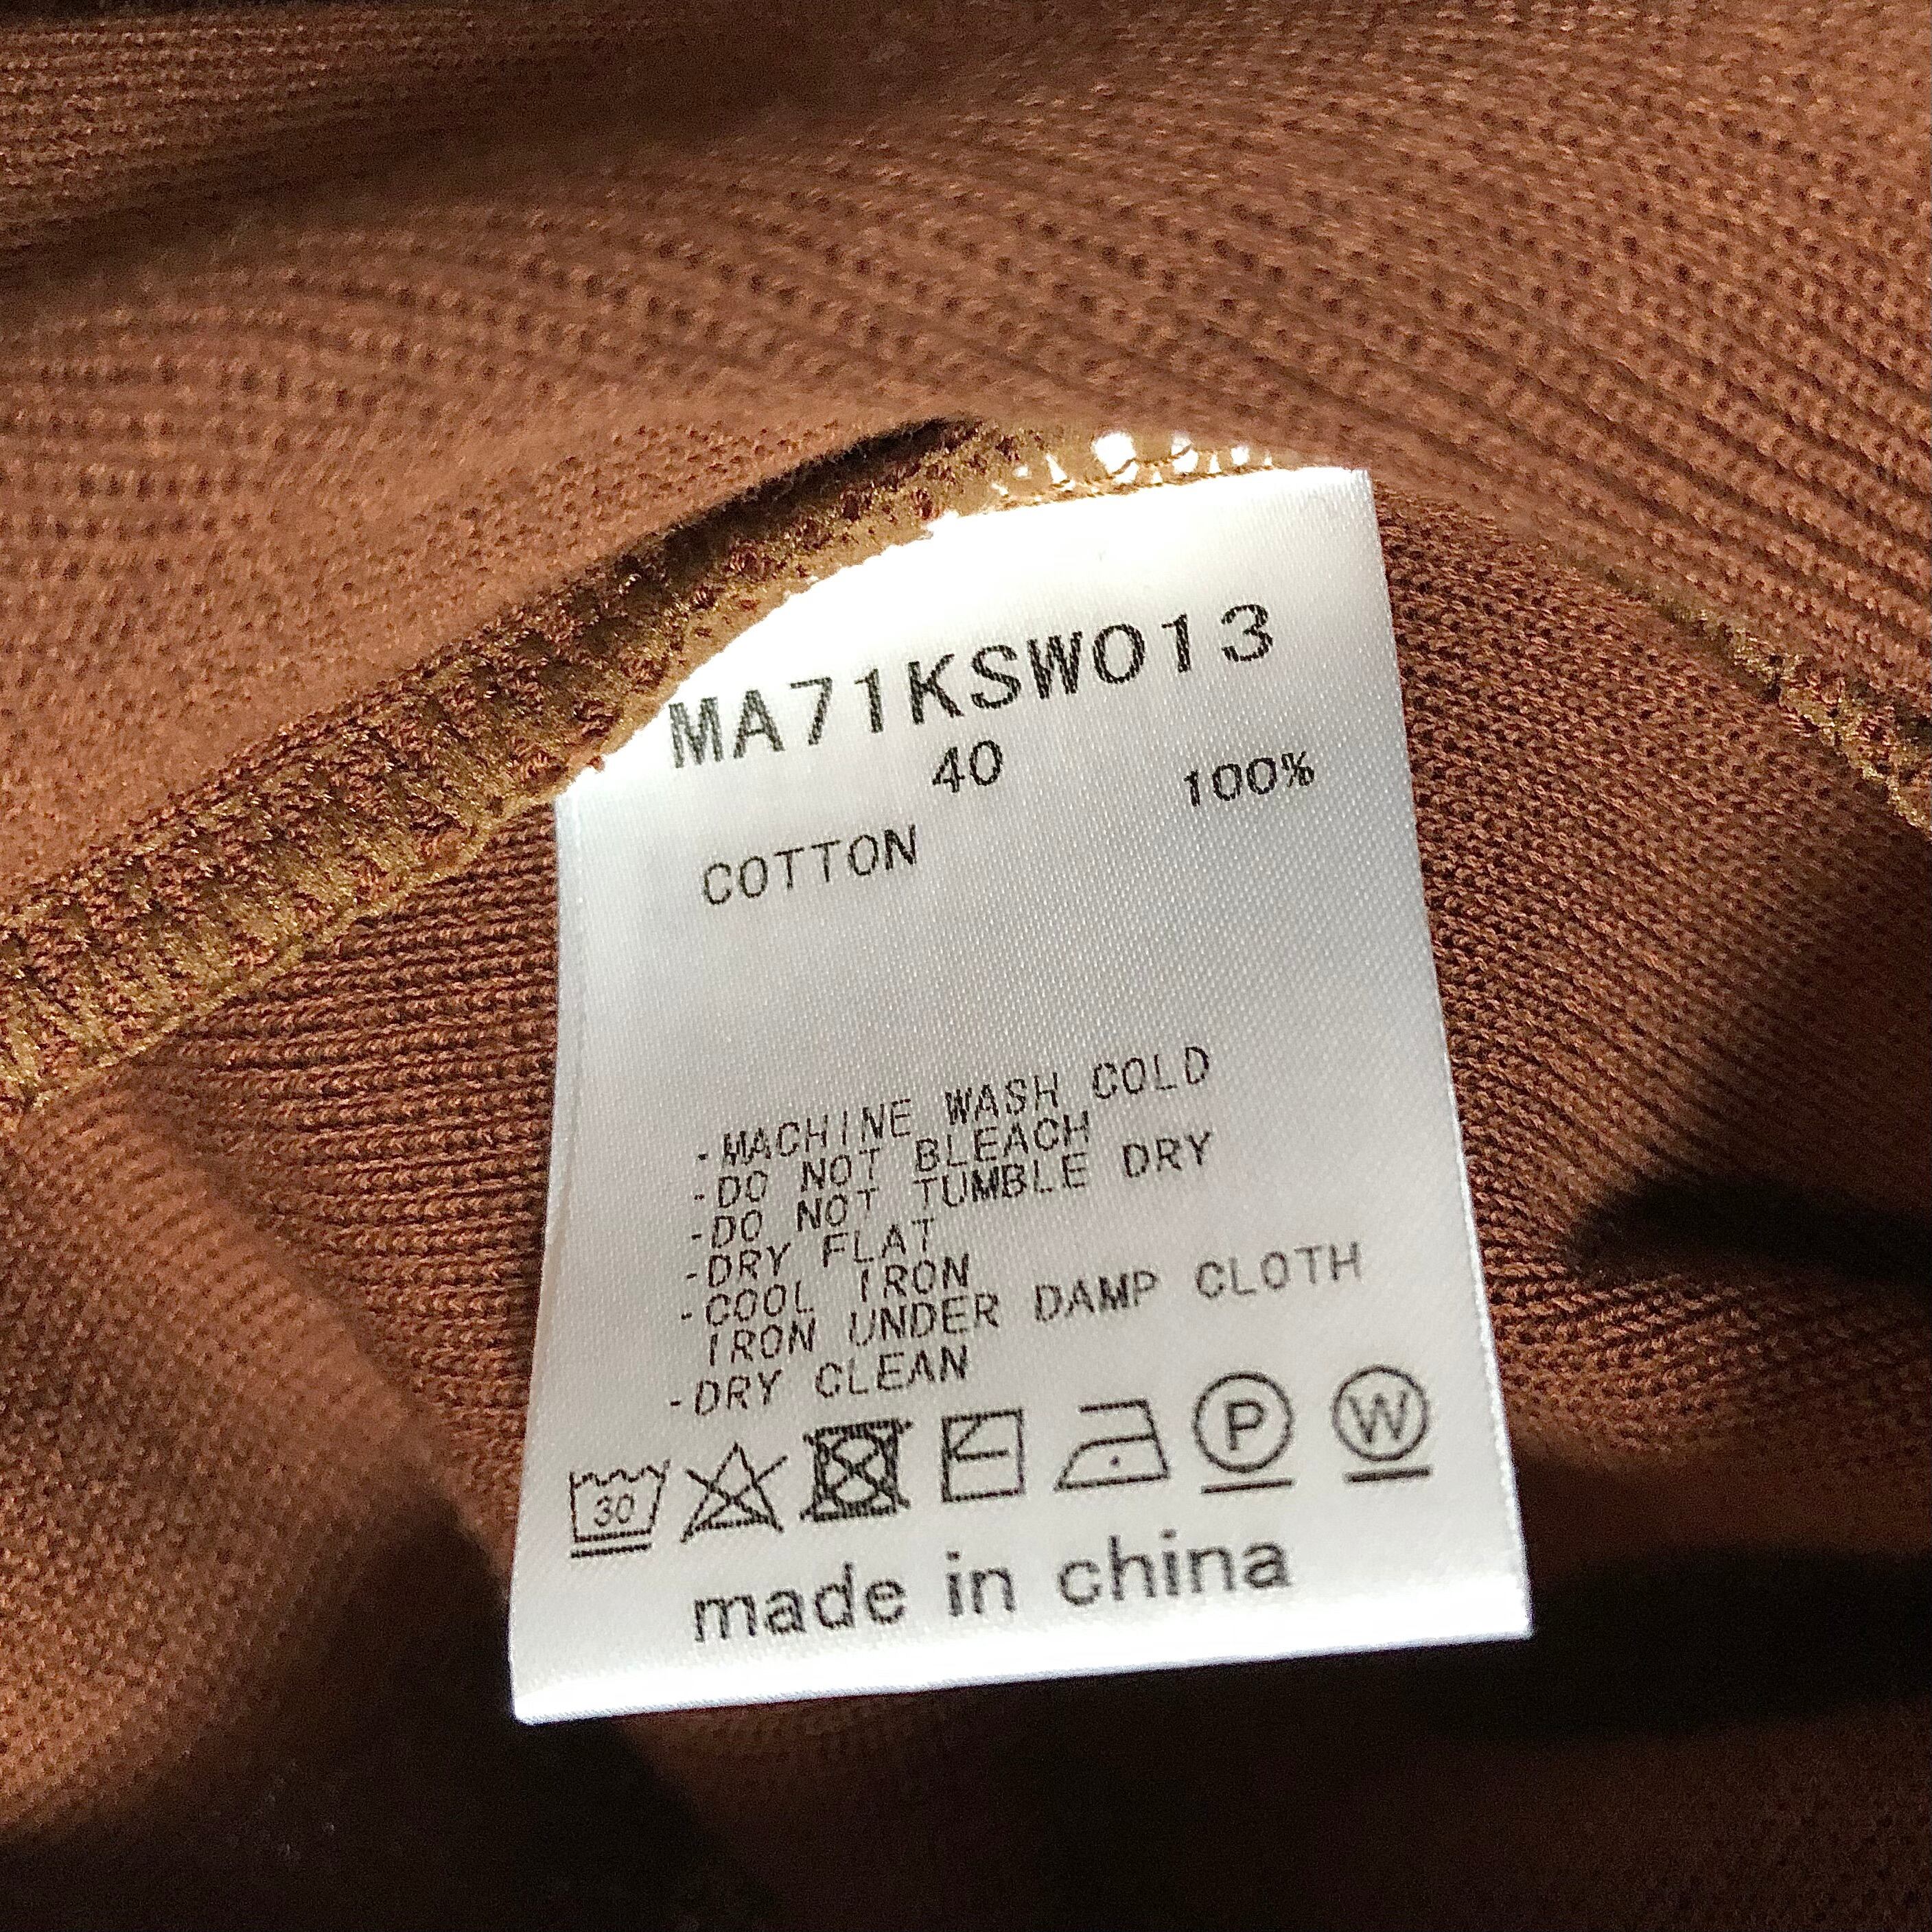 MA71KSW013
40
COTTON 100%
-MACHINE WASH COLD
-DO NOT BLEACH
-DO NOT TUMBLE DRY
-DRY FLAT
-COOL IRON
IRON UNDER DAMP CLOTH
-DRY CLEAN
30 P W
made in china